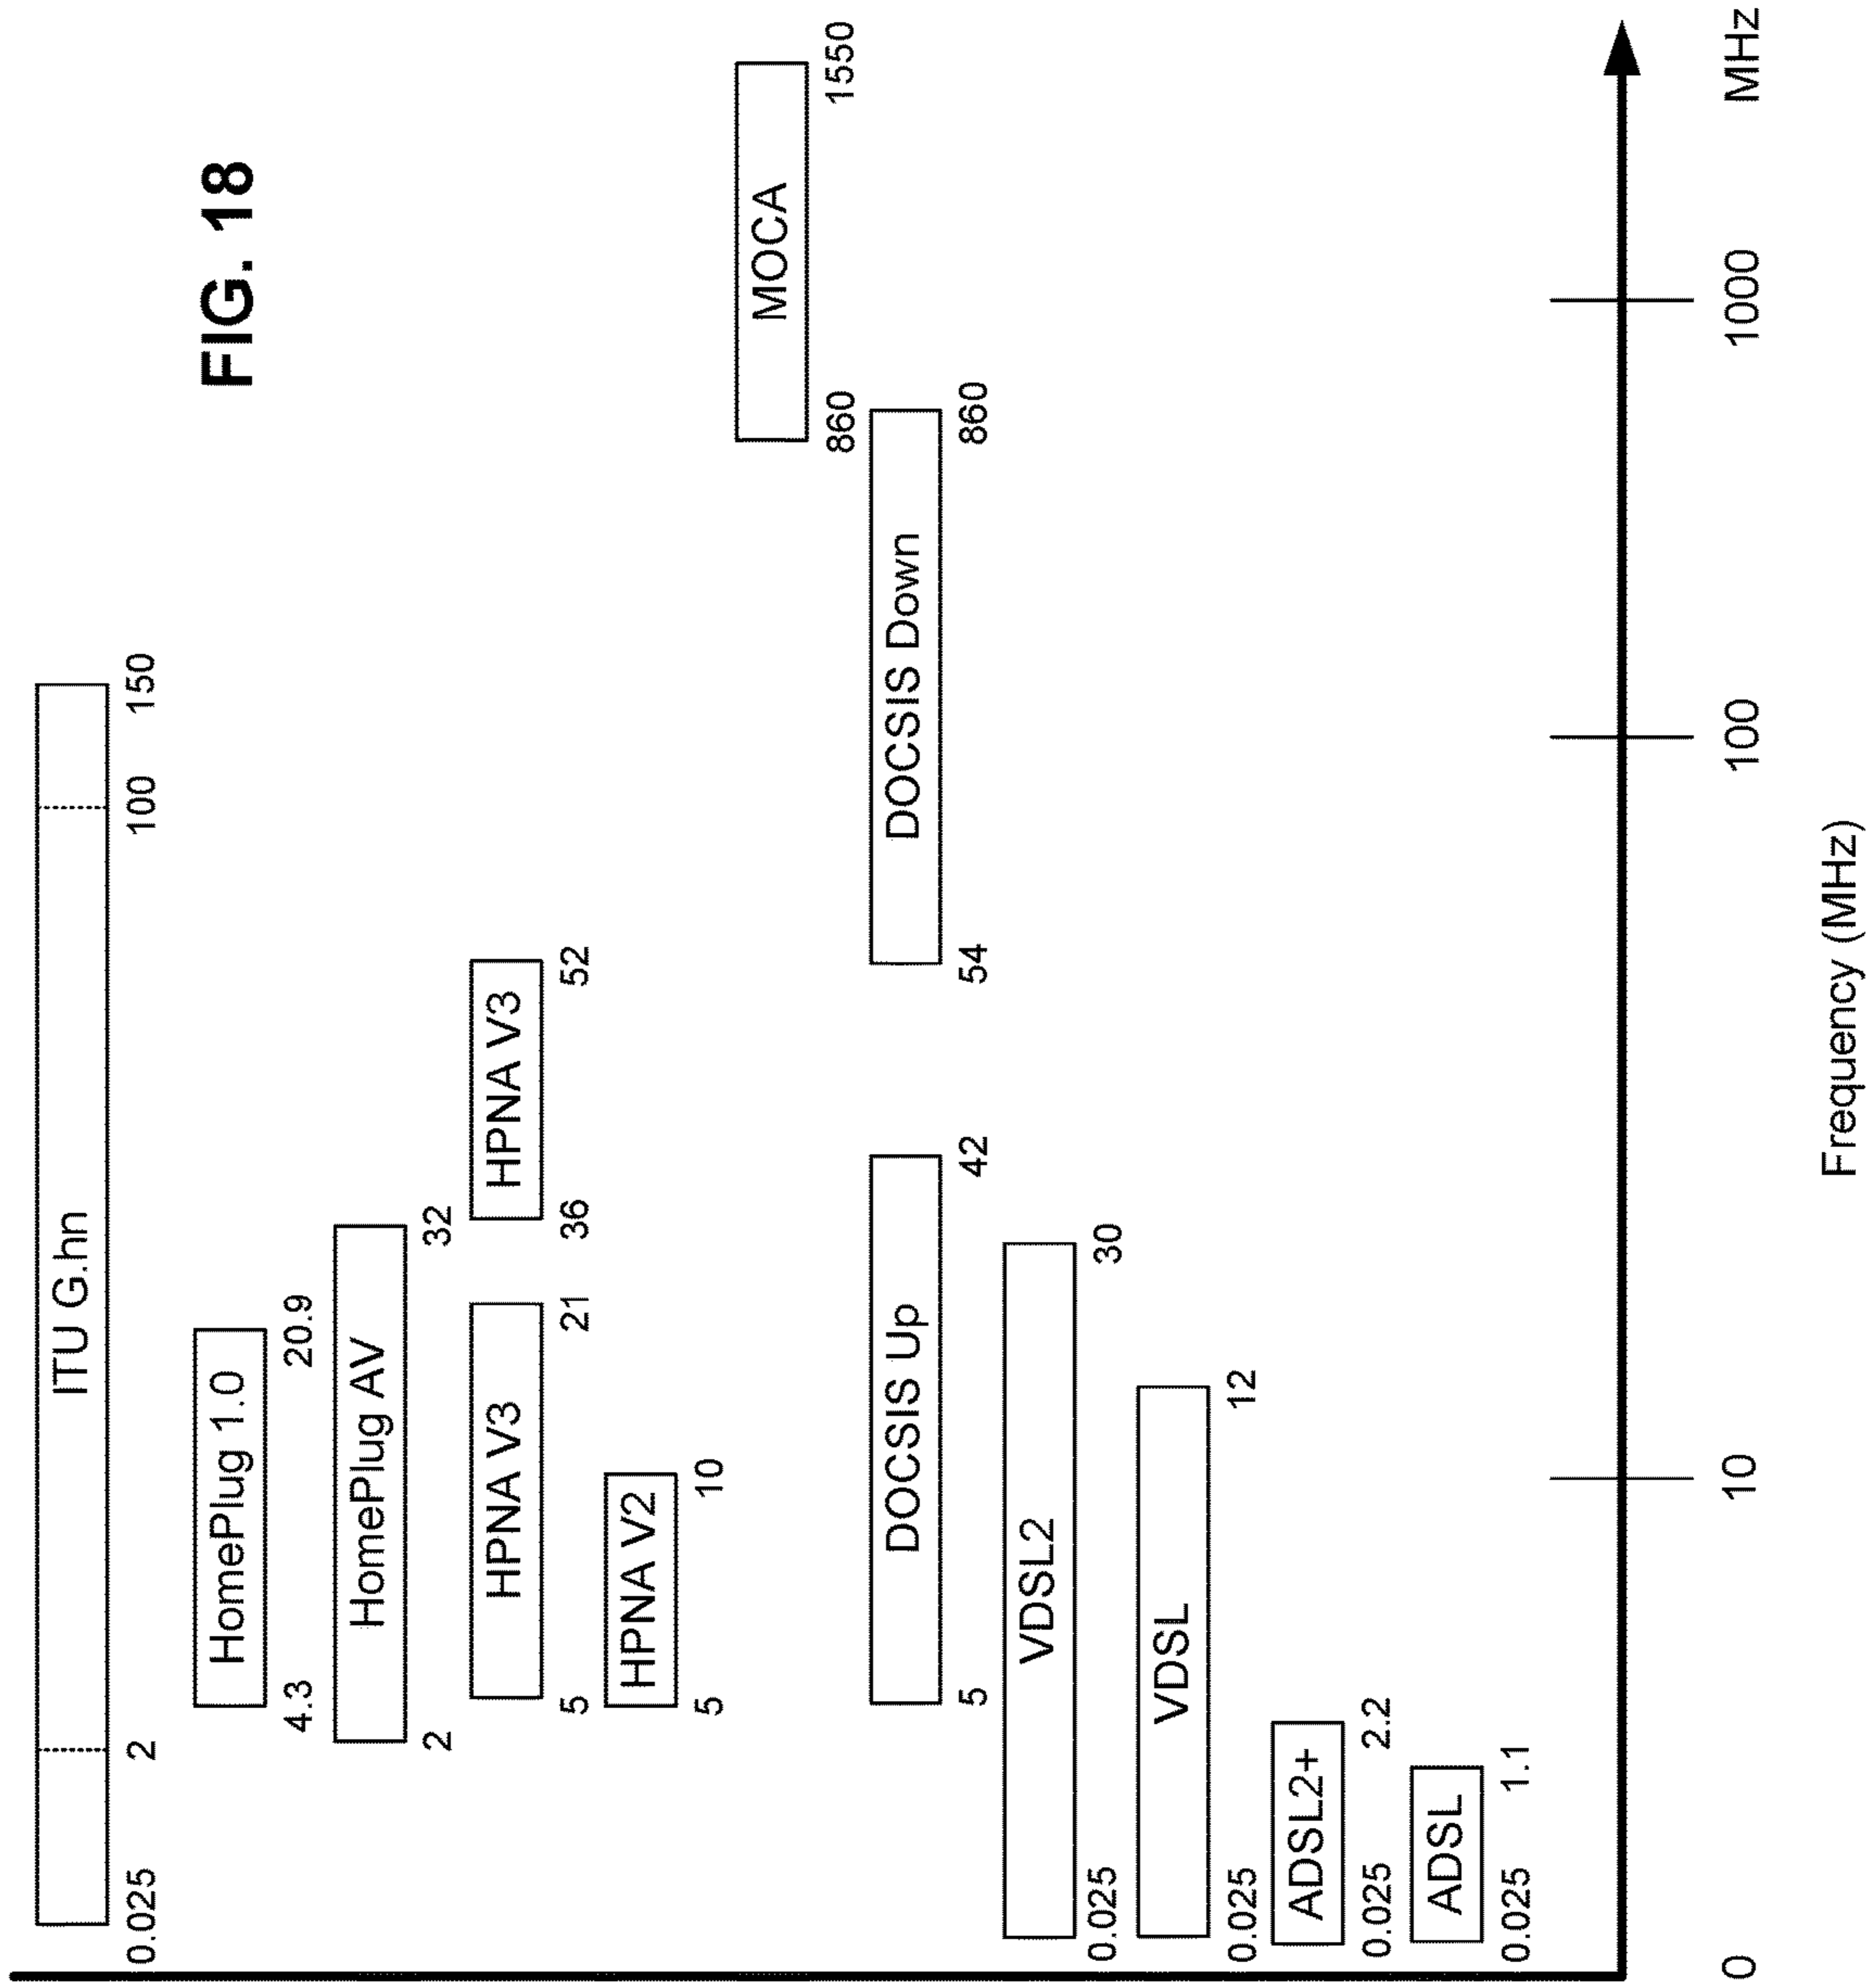 FIG. 18
ITU G.hn
0.025 2 100 150
HomePlug 1.0
4.3 20.9
HomePlug AV
2 32
HPNA V3 HPNA V3
5 21 36 52
HPNA V2
5 10
MOCA
860 1550
DOCSIS Up DOCSIS Down
5 42 54 860
VDSL2
0.025 30
VDSL
0.025 12
ADSL2+
0.025 2.2
ADSL
0.025 1.1
0 10 100 1000 MHz
Frequency (MHz)